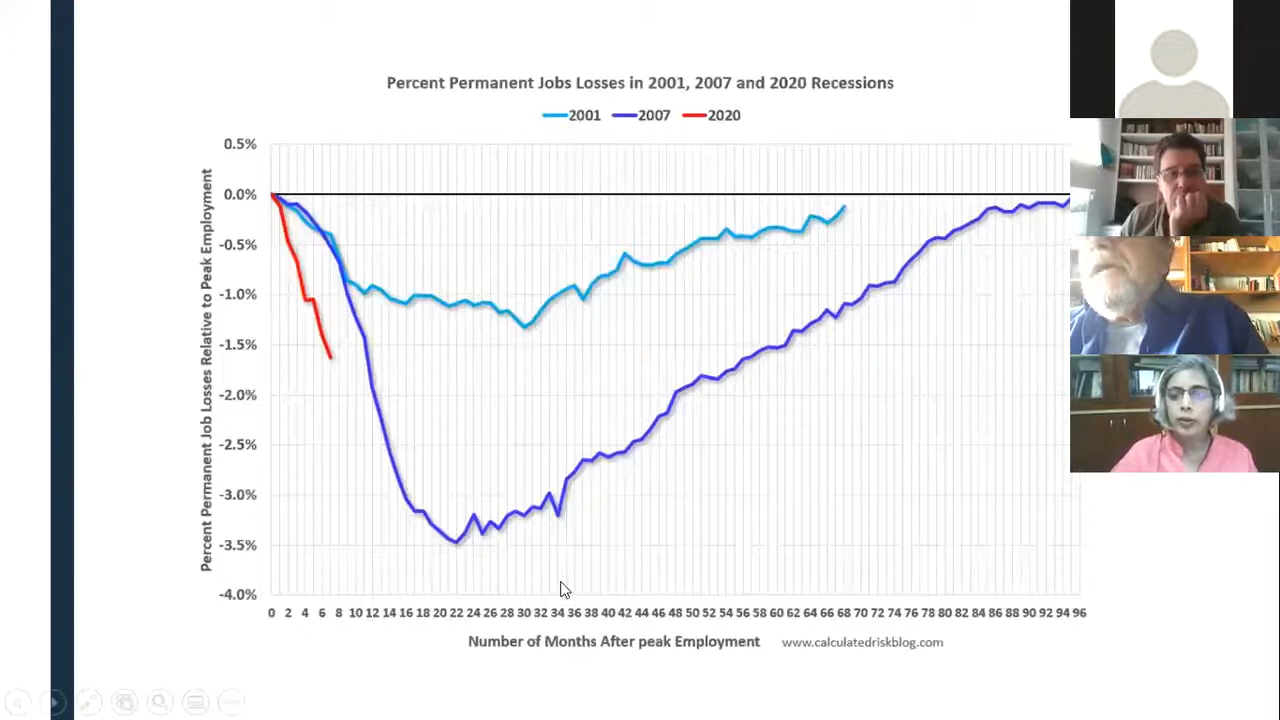 Percent Permanent Jobs Losses in 2001, 2007 and 2020 Recessions
2001 2007 2020
Percent Permanent Job Losses Relative to Peak Employment
0.5%
0.0%
-0.5%
-1.0%
-1.5%
-2.0%
-2.5%
-3.0%
-3.5%
-4.0%
0 2 4 6 8 10 12 14 16 18 20 22 24 26 28 30 32 34 36 38 40 42 44 46 48 50 52 54 56 58 60 62 64 66 68 70 72 74 76 78 80 82 84 86 88 90 92 94 96
Number of Months After peak Employment www.calculatedriskblog.com